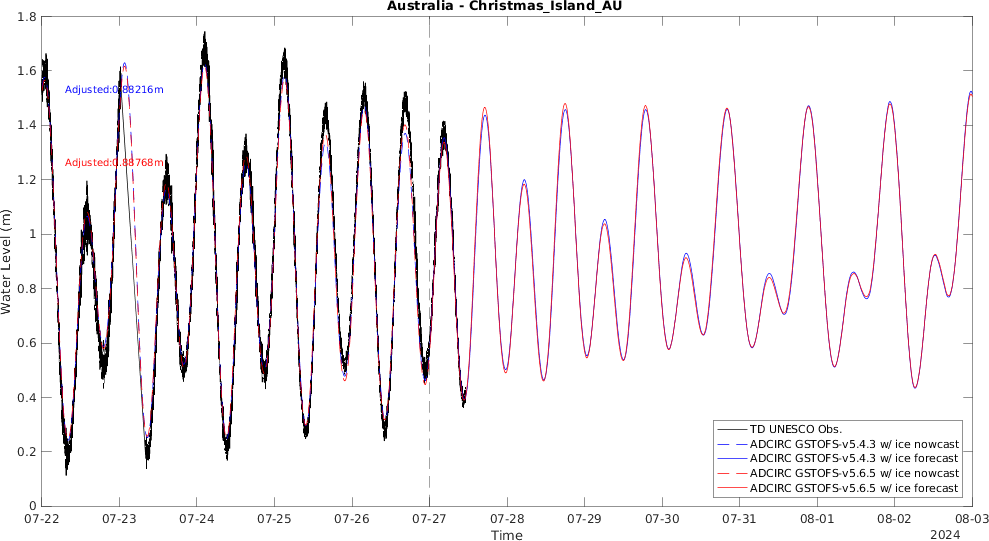 Australia - Christmas_Island_AU
Water Level (m)
1.8
1.6
1.4
1.2
1
0.8
0.6
0.4
0.2
0
Adjusted:0.88216m
Adjusted:0.88768m
TD UNESCO Obs.
ADCIRC GSTOFS-v5.4.3 w/ ice nowcast
ADCIRC GSTOFS-v5.4.3 w/ ice forecast
ADCIRC GSTOFS-v5.6.5 w/ ice nowcast
ADCIRC GSTOFS-v5.6.5 w/ ice forecast
07-22 07-23 07-24 07-25 07-26 07-27 07-28 07-29 07-30 07-31 08-01 08-02 08-03
Time
2024